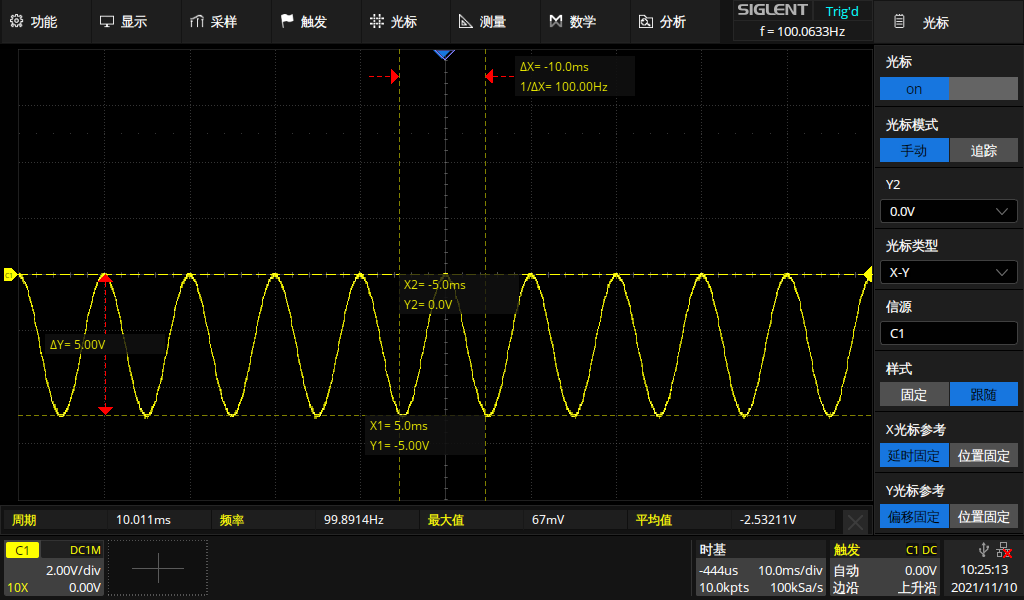 功能 显示 采样 触发 光标 测量 数学 分析
SIGLENT Trig'd
f = 100.0633Hz
光标
光标
on
光标模式
手动 追踪
Y2
0.0V
光标类型
X-Y
信源
C1
样式
固定 跟随
X光标参考
延时固定 位置固定
Y光标参考
偏移固定 位置固定
ΔX= -10.0ms
1/ΔX= 100.00Hz
C1
X2= -5.0ms
Y2= 0.0V
ΔY= 5.00V
X1= 5.0ms
Y1= -5.00V
周期 10.011ms 频率 99.8914Hz 最大值 67mV 平均值 -2.53211V
C1 DC1M
2.00V/div
10X 0.00V
时基
-444us 10.0ms/div
10.0kpts 100kSa/s
触发 C1 DC
自动 0.00V
边沿 上升沿
10:25:13
2021/11/10